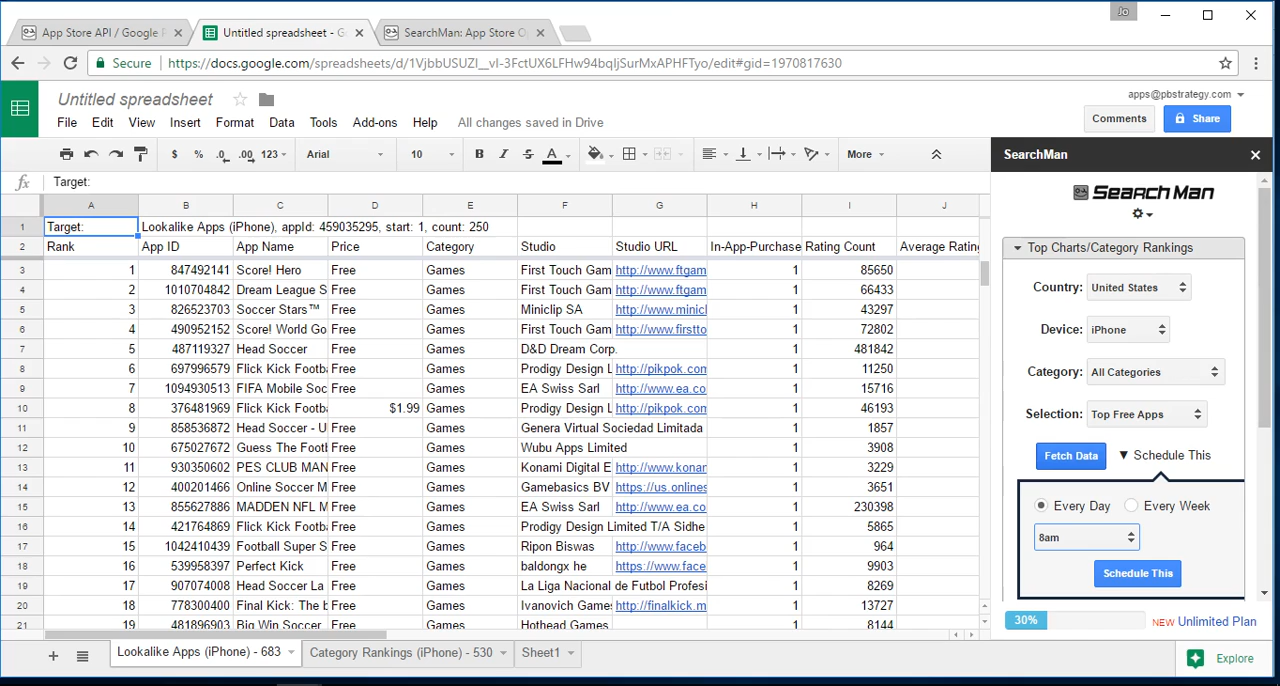 Jo
App Store API / Google
Untitled spreadsheet - G
SearchMan: App Store O
Secure https://docs.google.com/spreadsheets/d/1VjbbUSUZI__vI-3FctUX6LFHw94bqIjSurMxAPHFTyo/edit#gid=1970817630
Untitled spreadsheet
apps@pbstrategy.com
File Edit View Insert Format Data Tools Add-ons Help All changes saved in Drive
Comments Share
$ % .0 .00 123 Arial 10 B I S A More
SearchMan
fx Target:
SearchMan
A B C D E F G H I J
1 Target: Lookalike Apps (iPhone), appId: 459035295, start: 1, count: 250
2 Rank App ID App Name Price Category Studio Studio URL In-App-Purchase Rating Count Average Rating
3 1 847492141 Score! Hero Free Games First Touch Gam http://www.ftgam 1 85650
4 2 1010704842 Dream League S Free Games First Touch Gam http://www.ftgam 1 66433
5 3 826523703 Soccer Stars™ Free Games Miniclip SA http://www.minicl 1 43297
6 4 490952152 Score! World Go Free Games First Touch Gam http://www.firstto 1 72802
7 5 487119327 Head Soccer Free Games D&D Dream Corp. 1 481842
8 6 697996579 Flick Kick Footba Free Games Prodigy Design L http://pikpok.com 1 11250
9 7 1094930513 FIFA Mobile Soc Free Games EA Swiss Sarl http://www.ea.co 1 15716
10 8 376481969 Flick Kick Footba $1.99 Games Prodigy Design L http://pikpok.com 1 46193
11 9 858536872 Head Soccer - U Free Games Genera Virtual Sociedad Limitada 1 1857
12 10 675027672 Guess The Footb Free Games Wubu Apps Limited 1 3908
13 11 930350602 PES CLUB MAN Free Games Konami Digital E http://www.konar 1 3229
14 12 400201466 Online Soccer M Free Games Gamebasics BV https://us.onlines 1 3651
15 13 855627886 MADDEN NFL M Free Games EA Swiss Sarl http://www.ea.co 1 230398
16 14 421764869 Flick Kick Footba Free Games Prodigy Design Limited T/A Sidhe 1 5865
17 15 1042410439 Football Super S Free Games Ripon Biswas http://www.faceb 1 964
18 16 539958397 Perfect Kick Free Games baldongx he https://www.face 1 9903
19 17 907074008 Head Soccer La Free Games La Liga Nacional de Futbol Profesi 1 8269
20 18 778300400 Final Kick: The b Free Games Ivanovich Games http://finalkick.m 1 13727
21 19 481896903 Big Win Soccer Free Games Hothead Games 1 8144
Top Charts/Category Rankings
Country: United States
Device: iPhone
Category: All Categories
Selection: Top Free Apps
Fetch Data ▼ Schedule This
Every Day Every Week
8am
Schedule This
30% NEW Unlimited Plan
+ Lookalike Apps (iPhone) - 683 Category Rankings (iPhone) - 530 Sheet1
Explore